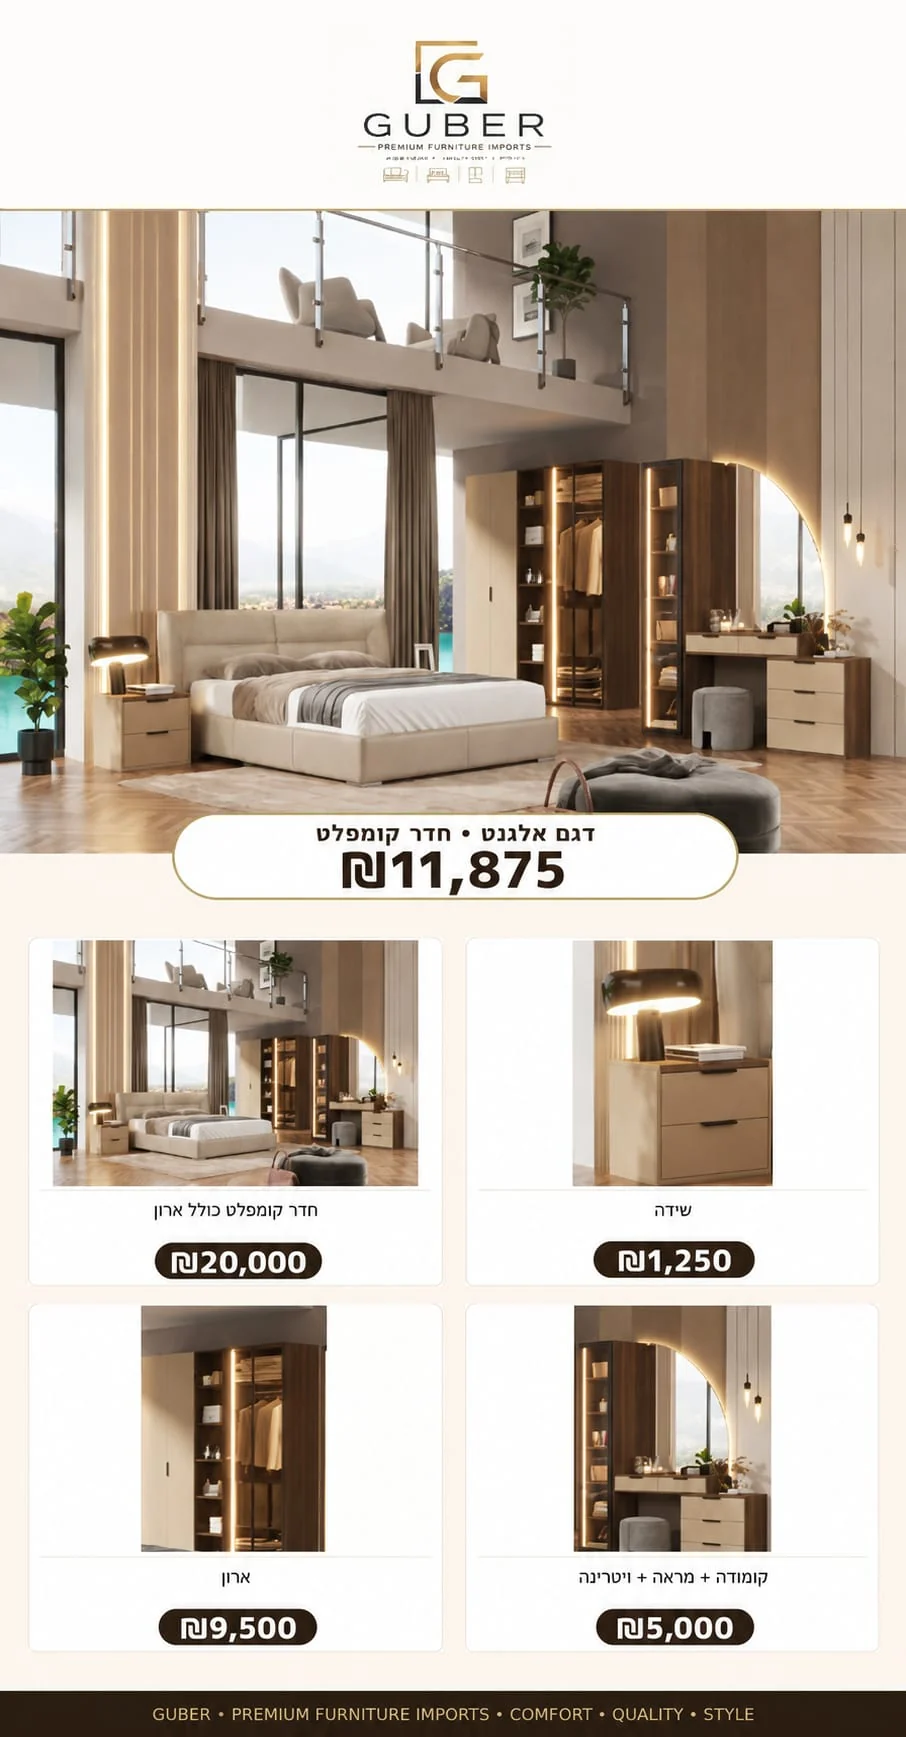 GUBER
PREMIUM FURNITURE IMPORTS
דגם אלגנט • חדר קומפלט
₪11,875
חדר קומפלט כולל ארון
₪20,000
שידה
₪1,250
ארון
₪9,500
קומודה + מראה + ויטרינה
₪5,000
GUBER • PREMIUM FURNITURE IMPORTS • COMFORT • QUALITY • STYLE